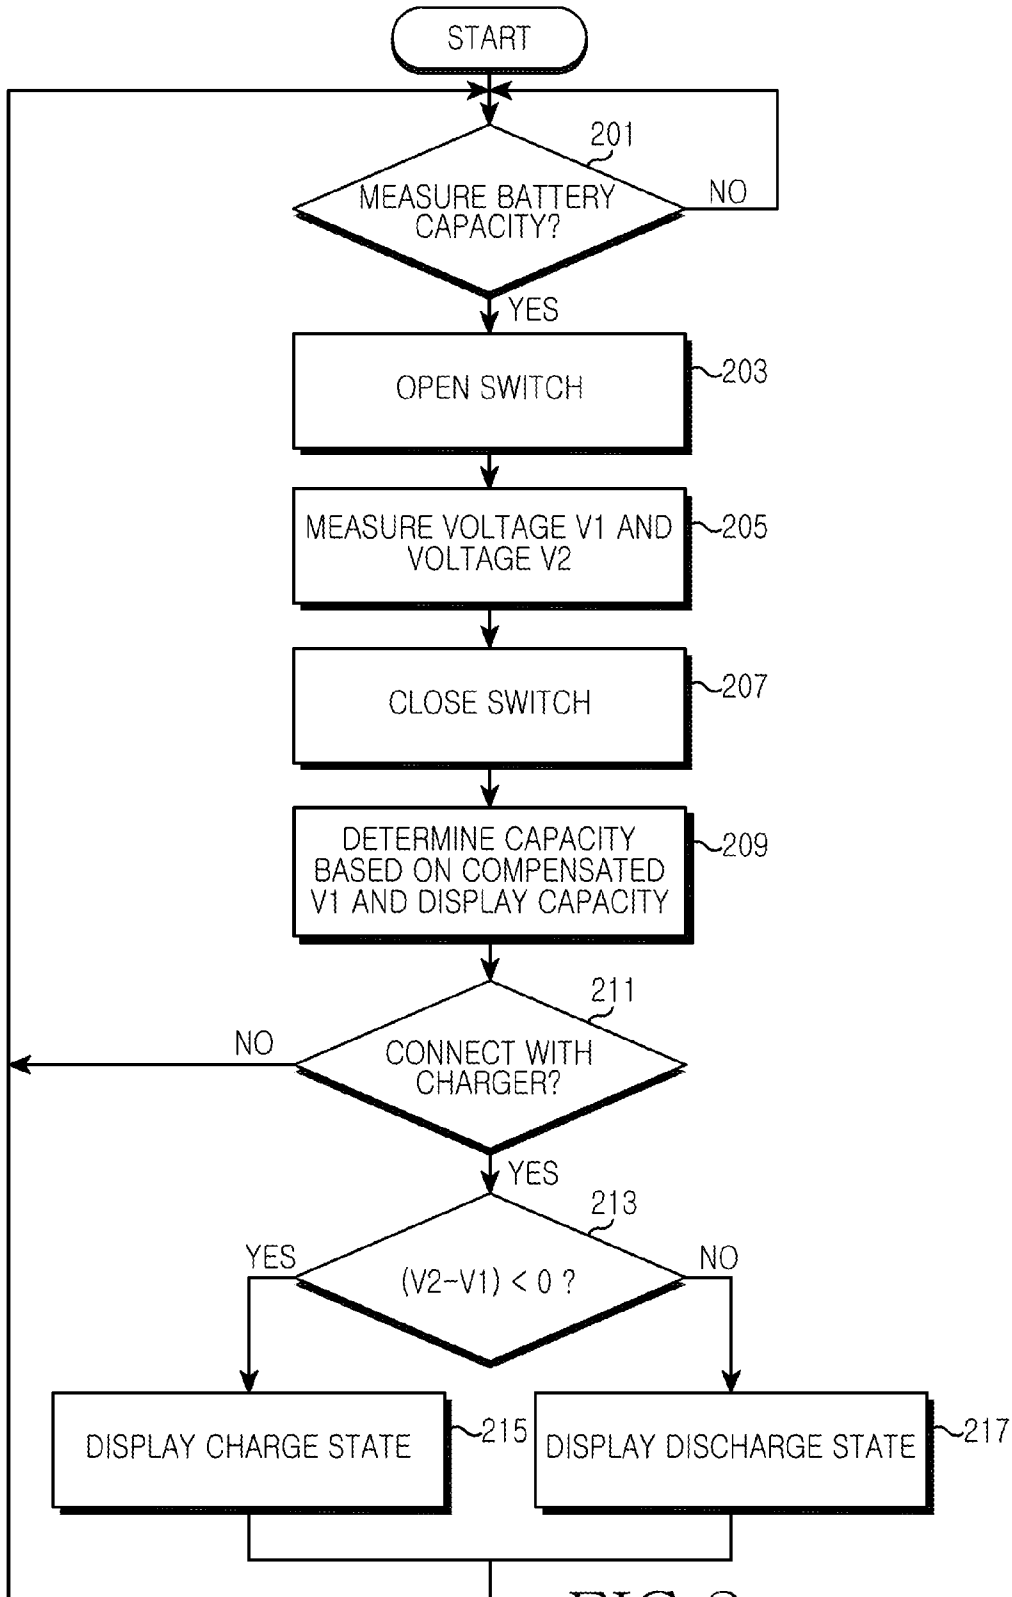 START
201
MEASURE BATTERY
CAPACITY?
NO
YES
OPEN SWITCH
203
MEASURE VOLTAGE V1 AND
VOLTAGE V2
205
CLOSE SWITCH
207
DETERMINE CAPACITY
BASED ON COMPENSATED
V1 AND DISPLAY CAPACITY
209
211
NO
CONNECT WITH
CHARGER?
YES
213
YES
(V2-V1) < 0 ?
NO
DISPLAY CHARGE STATE
215
DISPLAY DISCHARGE STATE
217